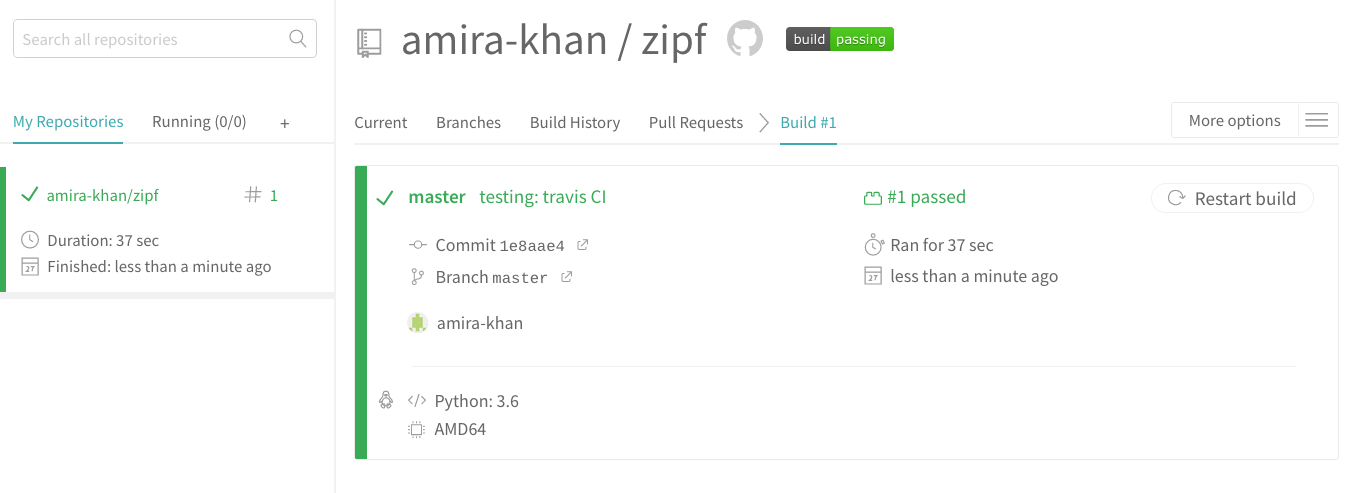 Search all repositories
amira-khan / zipf
build passing
My Repositories Running (0/0) +
Current Branches Build History Pull Requests Build #1
More options
amira-khan/zipf # 1
Duration: 37 sec
27 Finished: less than a minute ago
master testing: travis CI
#1 passed
Restart build
Commit 1e8aae4
Ran for 37 sec
Branch master
27 less than a minute ago
amira-khan
</> Python: 3.6
AMD64